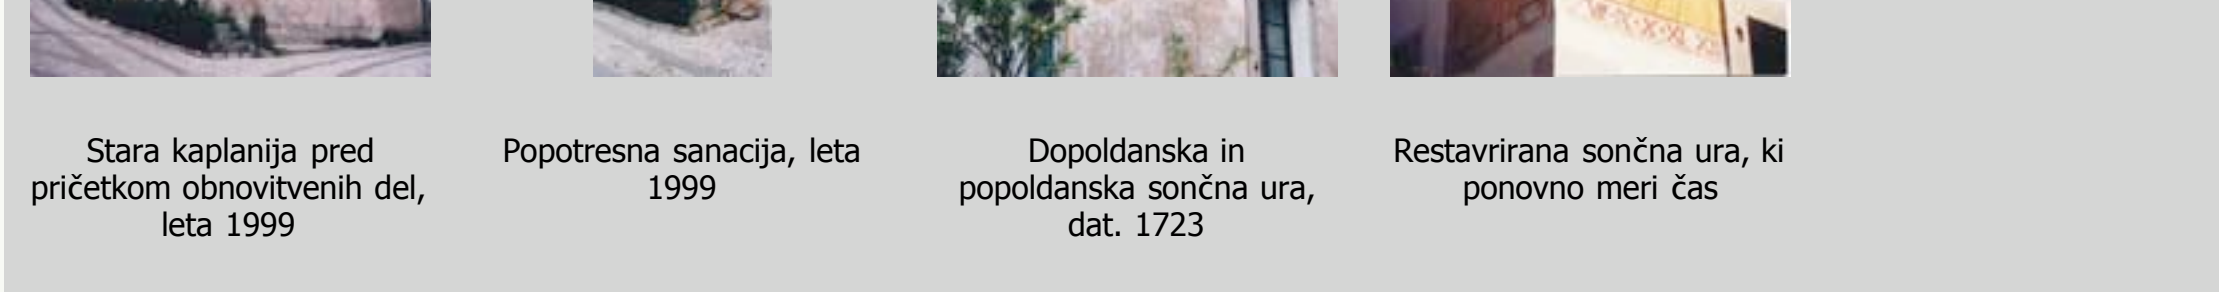 Stara kaplanija pred
pričetkom obnovitvenih del,
leta 1999
Popotresna sanacija, leta
1999
Dopoldanska in
popoldanska sončna ura,
dat. 1723
Restavrirana sončna ura, ki
ponovno meri čas